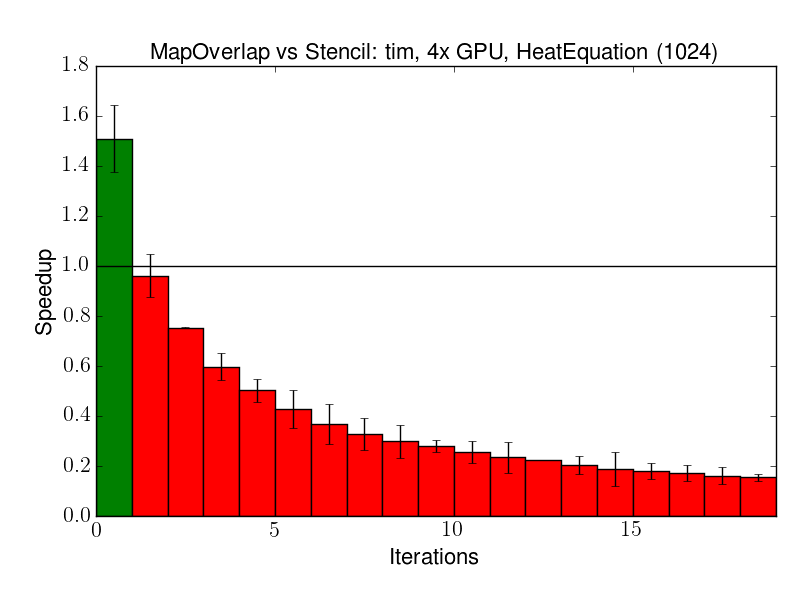 MapOverlap vs Stencil: tim, 4x GPU, HeatEquation (1024)
1.8
1.6
1.4
1.2
1.0
0.8
0.6
0.4
0.2
0.0
Speedup
0 5 10 15
Iterations